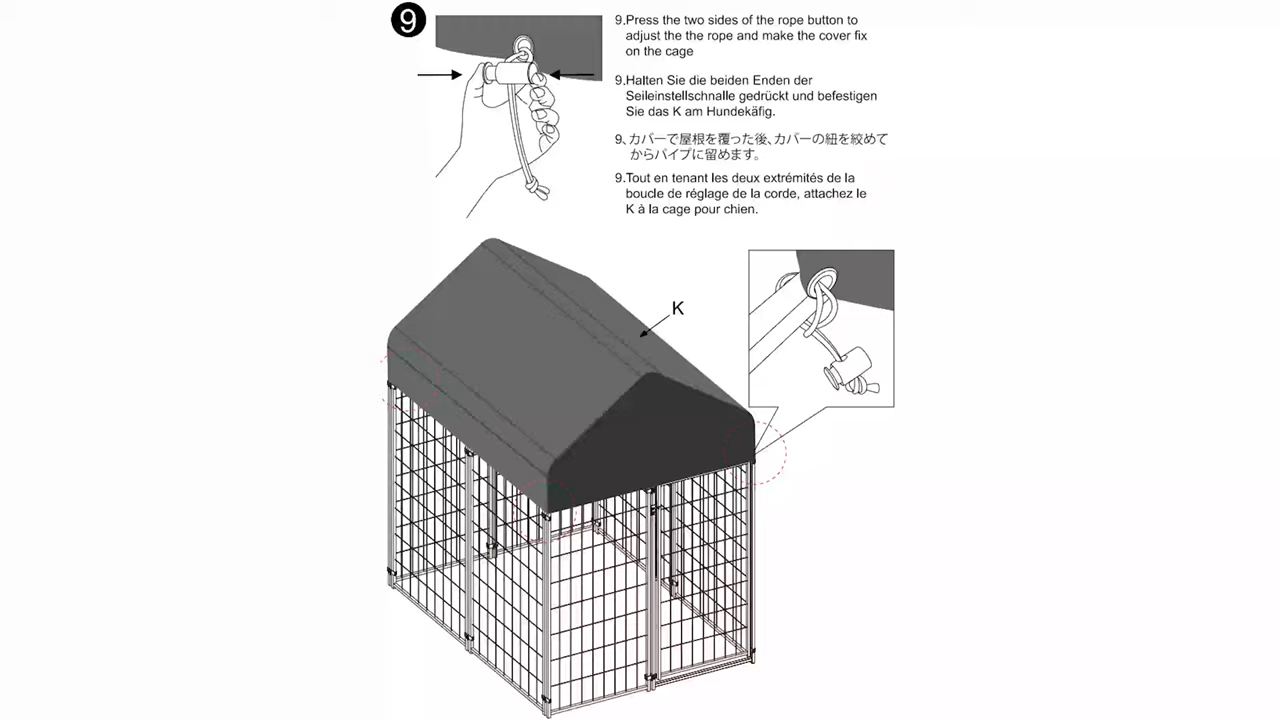 9
9.Press the two sides of the rope button to
adjust the the rope and make the cover fix
on the cage
9.Halten Sie die beiden Enden der
Seileinstellschnalle gedrückt und befestigen
Sie das K am Hundekäfig.
9、カバーで屋根を覆った後、カバーの紐を絞めて
からパイプに留めます。
9.Tout en tenant les deux extrémités de la
boucle de réglage de la corde, attachez le
K à la cage pour chien.
K